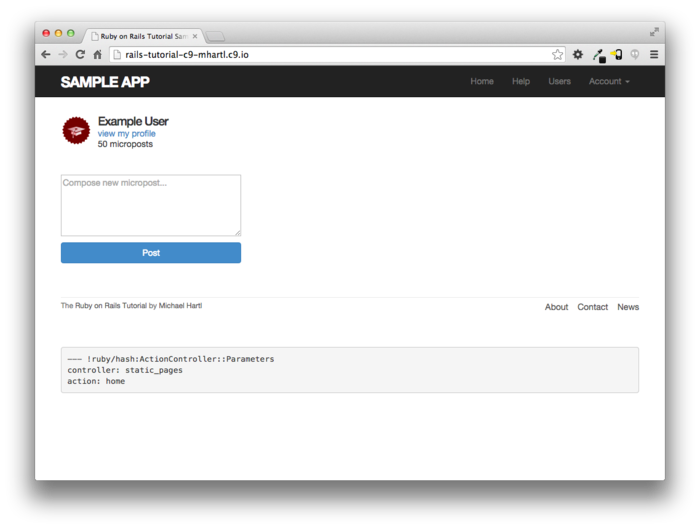 Ruby on Rails Tutorial Sam
rails-tutorial-c9-mhartl.c9.io
SAMPLE APP
Home Help Users Account
Example User
view my profile
50 microposts
Compose new micropost...
Post
The Ruby on Rails Tutorial by Michael Hartl
About Contact News
--- !ruby/hash:ActionController::Parameters
controller: static_pages
action: home